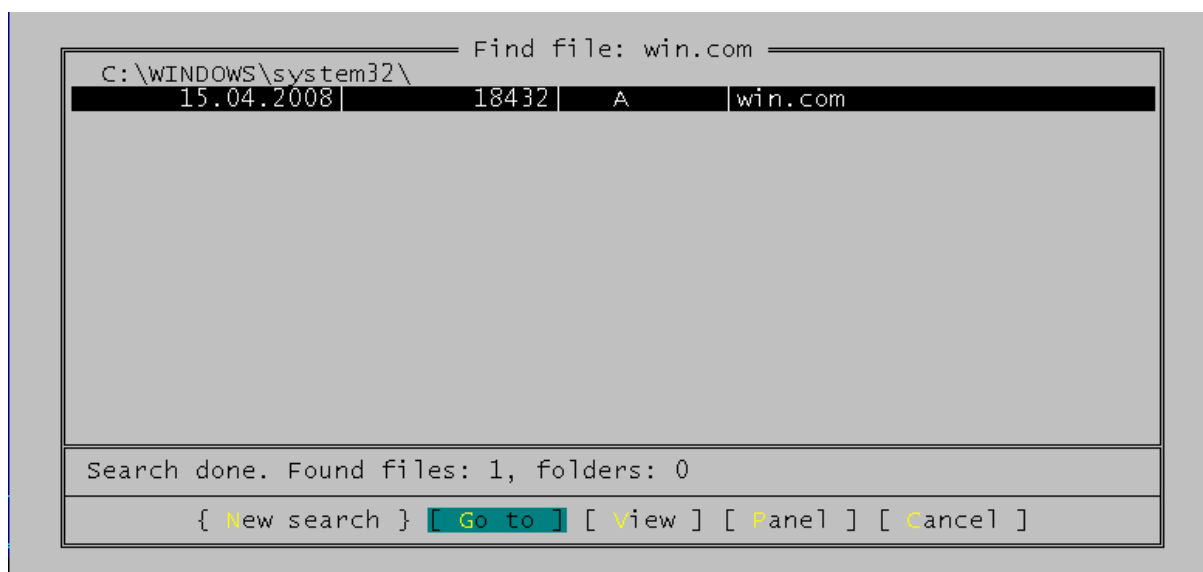 Find file: win.com
C:\WINDOWS\system32\
15.04.2008| 18432| A |win.com
Search done. Found files: 1, folders: 0
{ New search } [ Go to ] [ View ] [ Panel ] [ Cancel ]